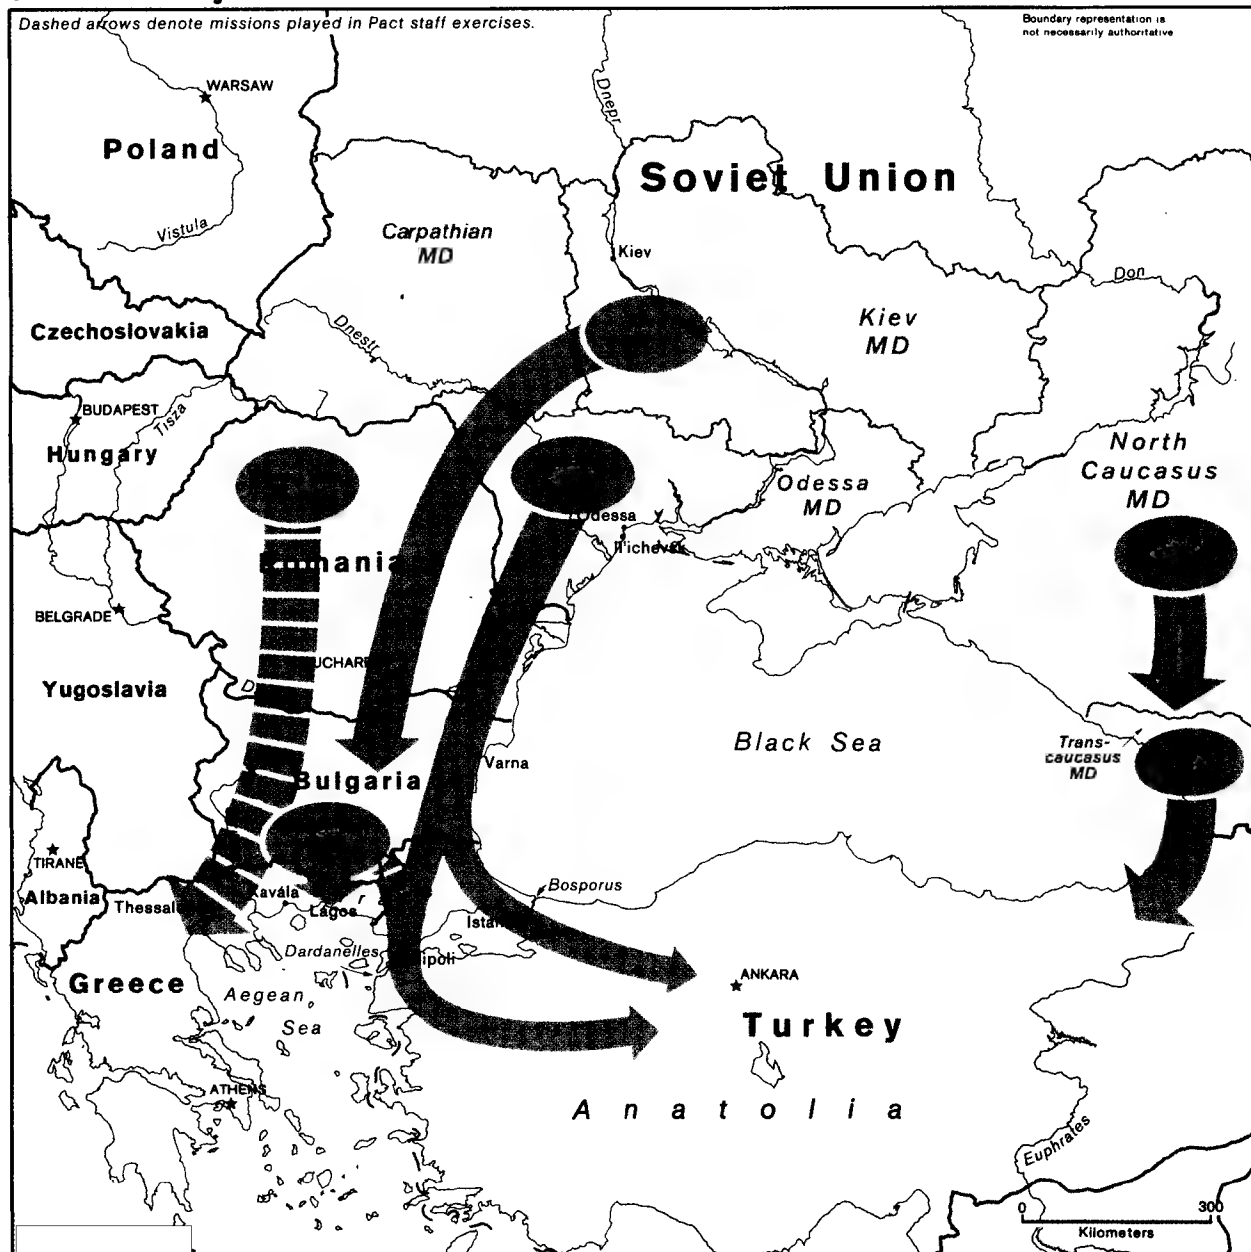 Dashed arrows denote missions played in Pact staff exercises.
Boundary representation is
not necessarily authoritative
WARSAW
Poland
Dnepr
Soviet Union
Vistula
Carpathian
MD
Kiev
Don
Czechoslovakia
Dnestr
Kiev
MD
BUDAPEST
Tisza
Hungary
North
Caucasus
MD
Odessa
MD
Odessa
Il'ichevsk
BELGRADE
Yugoslavia
Black Sea
Trans-
caucasus
MD
Varna
Bulgaria
TIRANE
Albania
Kavála
Lagos
Bosporus
Dardanelles
Greece
Aegean
Sea
ANKARA
Turkey
ATHENS
Anatolia
Euphrates
0 300
Kilometers